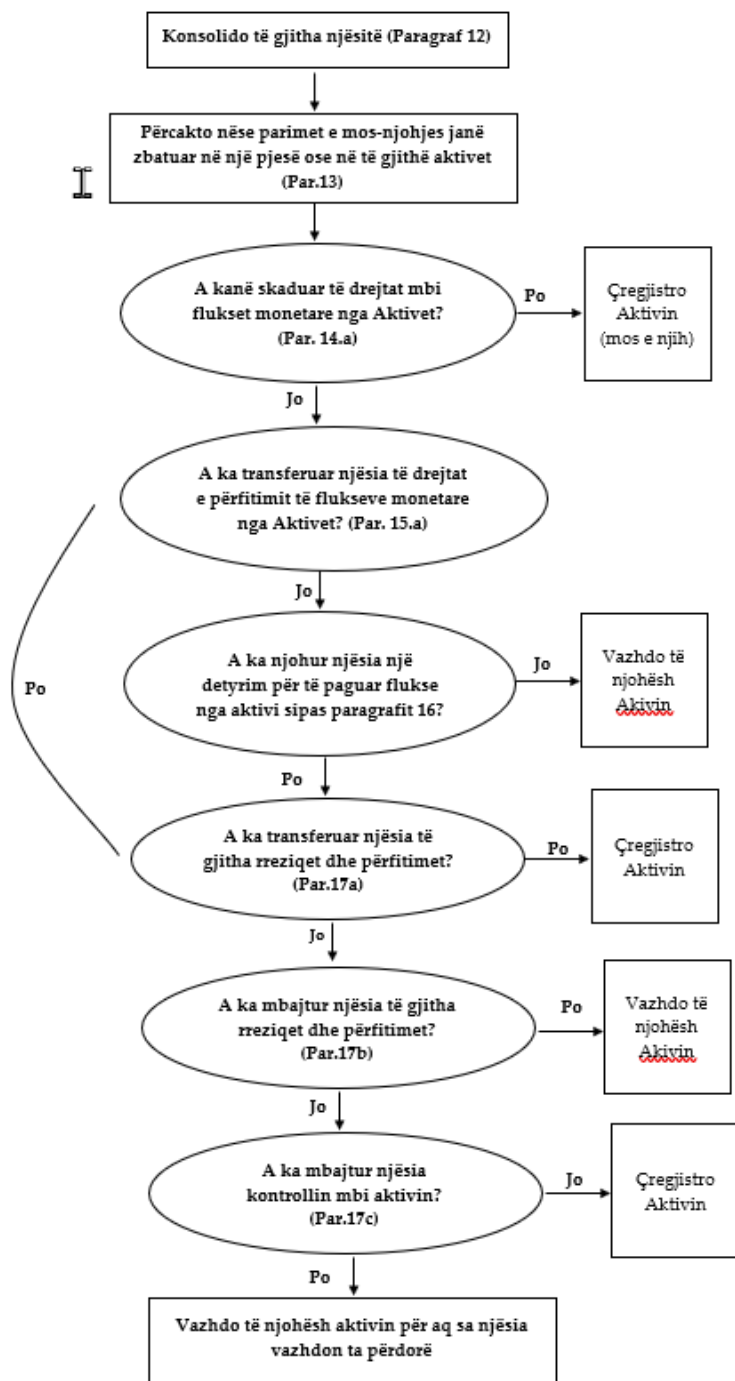 Konsolido të gjitha njësitë (Paragraf 12)
Përcakto nëse parimet e mos-njohjes janë
zbatuar në një pjesë ose në të gjithë aktivet
(Par.13)
A kanë skaduar të drejtat mbi
flukset monetare nga Aktivet?
(Par. 14.a)
Po
Çregjistro
Aktivin
(mos e njih)
Jo
A ka transferuar njësia të drejtat
e përfitimit të flukseve monetare
nga Aktivet? (Par. 15.a)
Jo
Po
A ka njohur njësia një
detyrim për të paguar flukse
nga aktivi sipas paragrafit 16?
Jo
Vazhdo të
njohësh
Akivin
Po
A ka transferuar njësia të
gjitha rreziqet dhe përfitimet?
(Par.17a)
Po
Çregjistro
Aktivin
Jo
A ka mbajtur njësia të gjitha
rreziqet dhe përfitimet?
(Par.17b)
Po
Vazhdo të
njohësh
Akivin
Jo
A ka mbajtur njësia
kontrollin mbi aktivin?
(Par.17c)
Jo
Çregjistro
Aktivin
Po
Vazhdo të njohësh aktivin për aq sa njësia
vazhdon ta përdorë